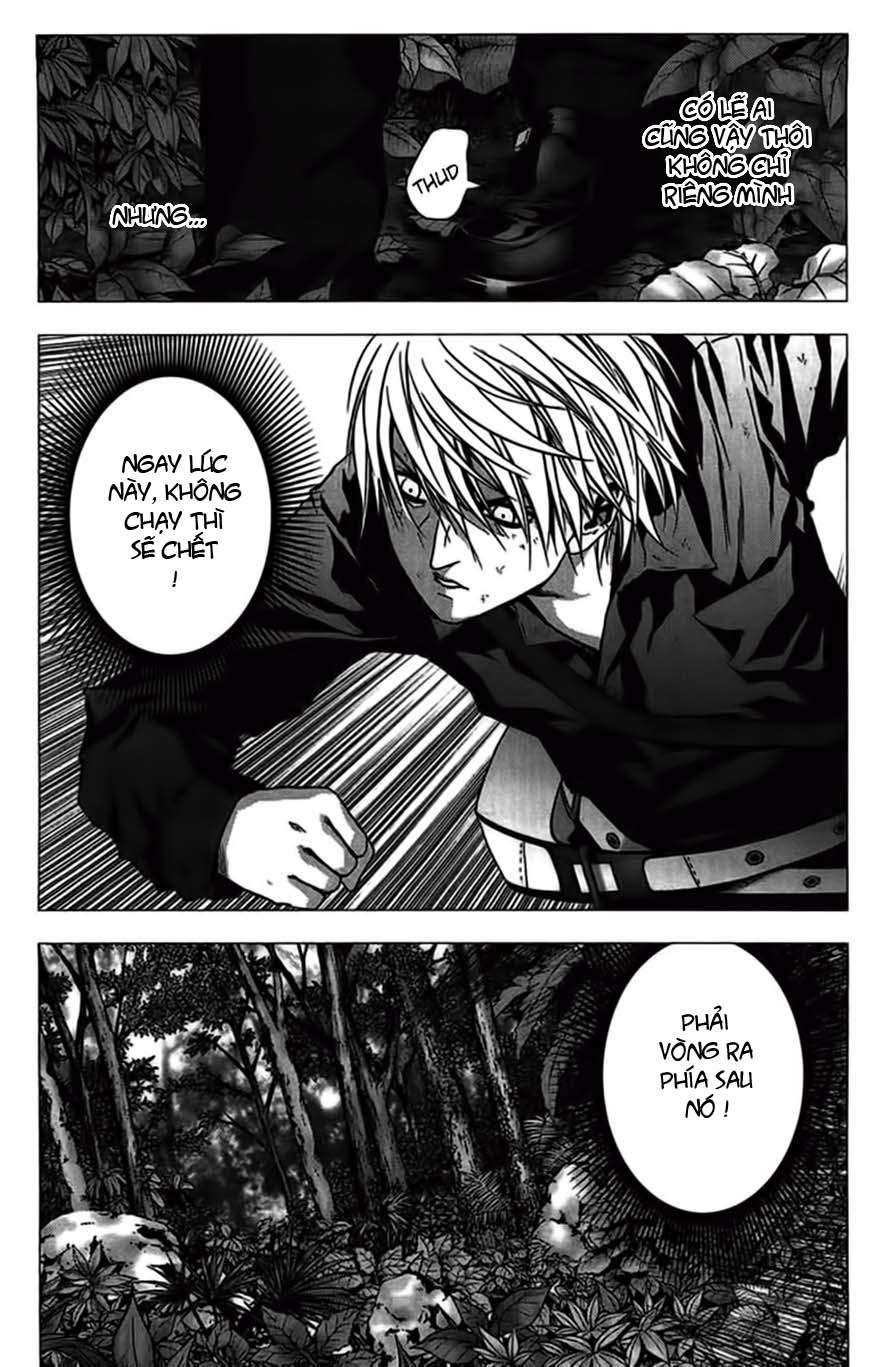 CÓ LẼ AI
CŨNG VẬY THÔI
KHÔNG CHỈ
RIÊNG MÌNH
THUD
NHƯNG...
NGAY LÚC
NÀY, KHÔNG
CHẠY THÌ
SẼ CHẾT
!
PHẢI
VÒNG RA
PHÍA SAU
NÓ !